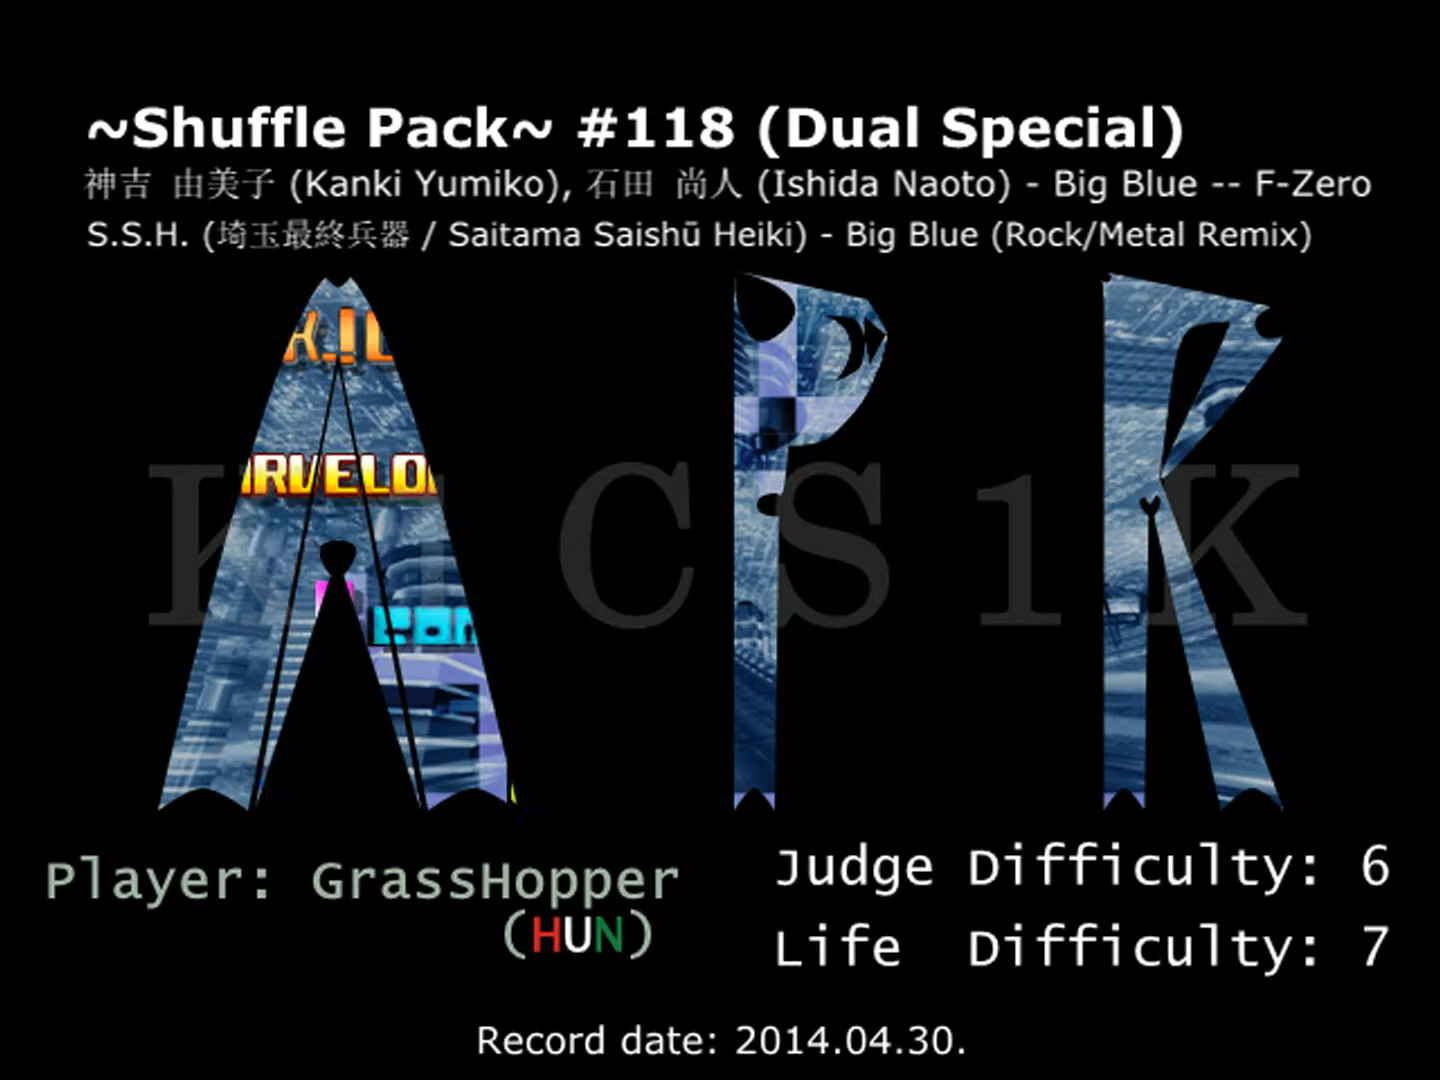 ~Shuffle Pack~ #118 (Dual Special)
神吉 由美子 (Kanki Yumiko), 石田 尚人 (Ishida Naoto) - Big Blue -- F-Zero
S.S.H. (埼玉最終兵器 / Saitama Saishū Heiki) - Big Blue (Rock/Metal Remix)
A P K
CS1K
Player: GrassHopper
(HUN)
Judge Difficulty: 6
Life Difficulty: 7
Record date: 2014.04.30.